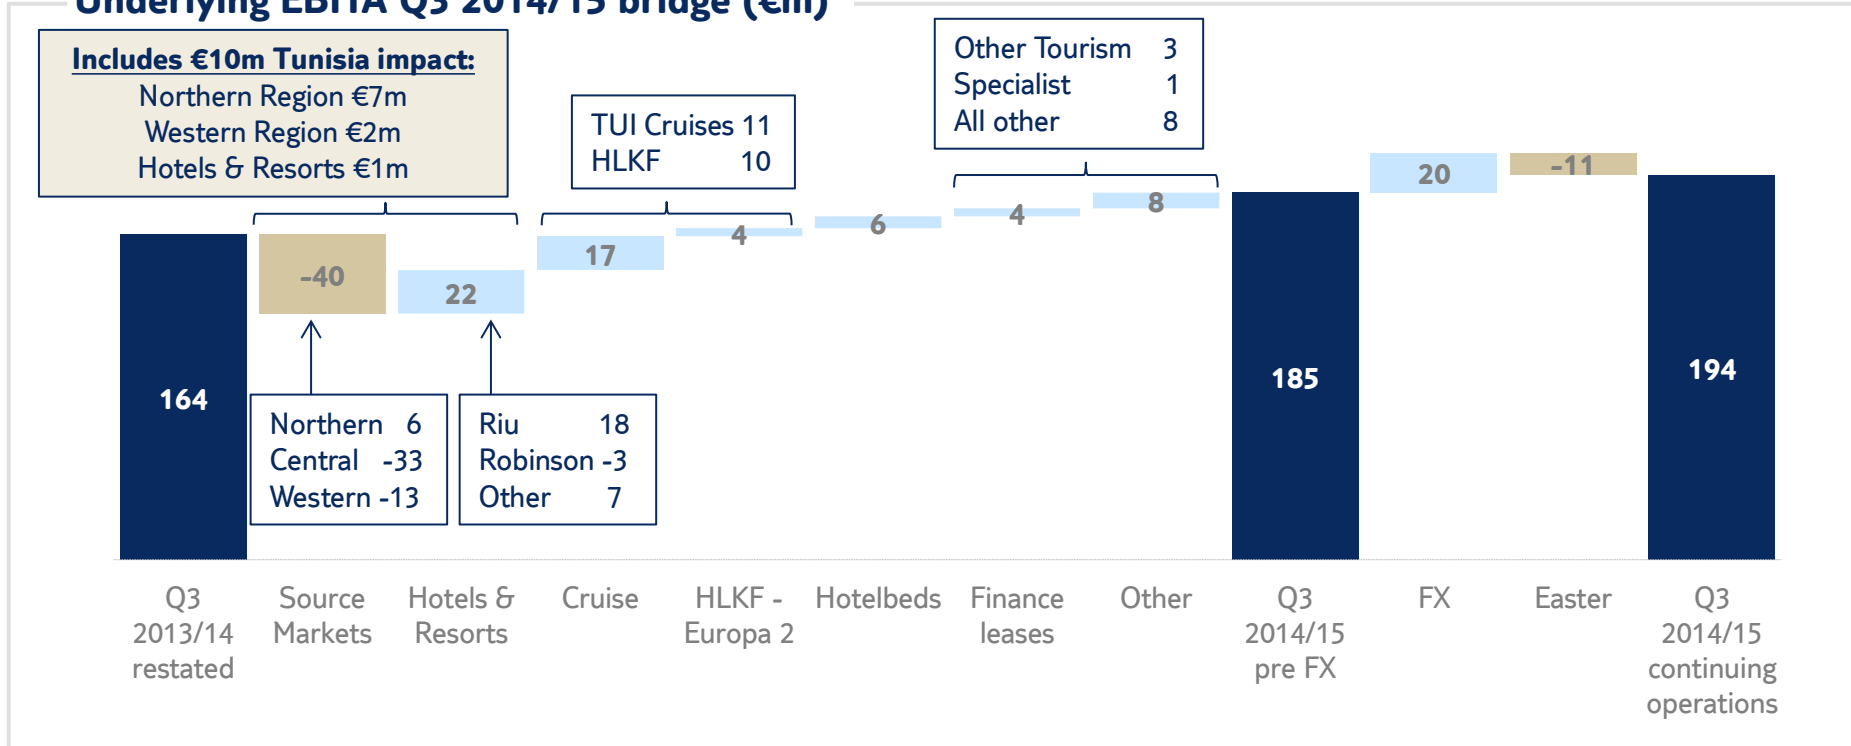 Underlying EBITA Q3 2014/15 bridge (€m)
Includes €10m Tunisia impact:
Northern Region €7m
Western Region €2m
Hotels & Resorts €1m
TUI Cruises 11
HLKF 10
Other Tourism 3
Specialist 1
All other 8
164
-40
22
17
4
6
4
8
185
20
-11
194
Northern 6
Central -33
Western -13
Riu 18
Robinson -3
Other 7
Q3
2013/14
restated
Source
Markets
Hotels &
Resorts
Cruise
HLKF -
Europa 2
Hotelbeds
Finance
leases
Other
Q3
2014/15
pre FX
FX
Easter
Q3
2014/15
continuing
operations